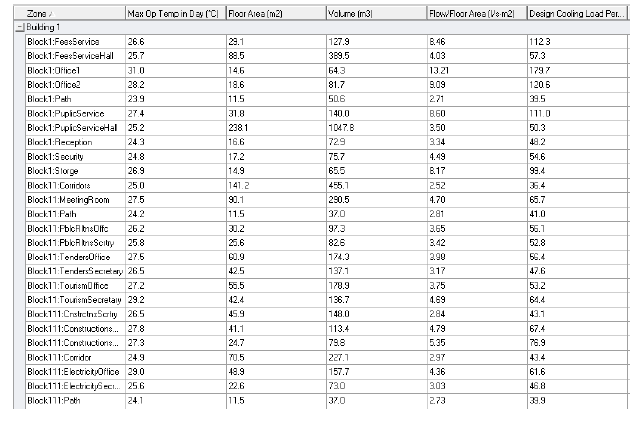 Zone / Max Op Temp in Day (°C) Floor Area (m2) Volume (m3) Flow/Floor Area (l/s-m2) Design Cooling Load Per...
Building 1
Block1:FeesService 26.6 29.1 127.9 8.46 112.3
Block1:FeesServiceHall 25.7 88.5 389.5 4.03 57.3
Block1:Office1 31.0 14.6 64.3 13.21 179.7
Block1:Office2 28.2 18.6 81.7 9.09 120.6
Block1:Path 23.9 11.5 50.6 2.71 39.5
Block1:PuplicService 27.4 31.8 140.0 8.60 111.0
Block1:PuplicServiceHall 25.2 238.1 1047.8 3.50 50.3
Block1:Reception 24.3 16.6 72.9 3.34 48.2
Block1:Security 24.8 17.2 75.7 4.49 54.6
Block1:Storge 26.9 14.9 65.5 8.17 99.4
Block11:Corridors 25.0 141.2 455.1 2.52 36.4
Block11:MeetingRoom 27.5 90.1 290.5 4.70 65.7
Block11:Path 24.2 11.5 37.0 2.81 41.0
Block11:PblcRltnsOffc 26.2 30.2 97.3 3.65 56.1
Block11:PblcRltnsScrtry 25.8 25.6 82.6 3.42 52.8
Block11:TendersOffice 27.5 60.9 174.3 3.98 56.4
Block11:TendersSecretary 26.5 42.5 137.1 3.17 47.6
Block11:TourismOffice 27.2 55.5 178.9 3.75 53.2
Block11:TourismSecretary 29.2 42.4 136.7 4.69 64.4
Block111:CnstrctnxScrtry 26.5 45.9 148.0 2.84 43.1
Block111:Constructions... 27.8 41.1 113.4 4.79 67.4
Block111:Constructions... 27.3 24.7 79.8 5.35 76.9
Block111:Corridor 24.9 70.5 227.1 2.97 43.4
Block111:ElectricityOffice 29.0 48.9 157.7 4.36 61.6
Block111:ElectricitySecr... 25.6 22.6 73.0 3.03 46.8
Block111:Path 24.1 11.5 37.0 2.73 39.9